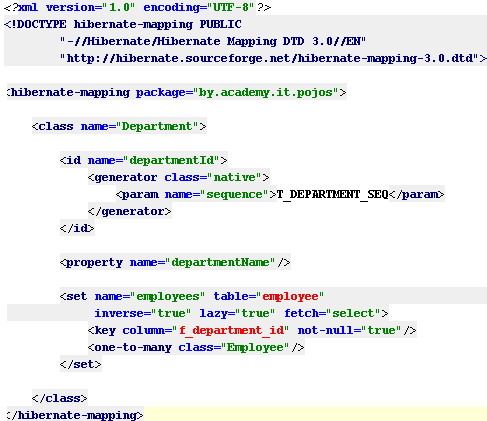 <?xml version="1.0" encoding="UTF-8"?>
<!DOCTYPE hibernate-mapping PUBLIC
"-//Hibernate/Hibernate Mapping DTD 3.0//EN"
"http://hibernate.sourceforge.net/hibernate-mapping-3.0.dtd">
<hibernate-mapping package="by.academy.it.pojos">
<class name="Department">
<id name="departmentId">
<generator class="native">
<param name="sequence">T_DEPARTMENT_SEQ</param>
</generator>
</id>
<property name="departmentName"/>
<set name="employees" table="employee"
inverse="true" lazy="true" fetch="select">
<key column="f_department_id" not-null="true"/>
<one-to-many class="Employee"/>
</set>
</class>
</hibernate-mapping>